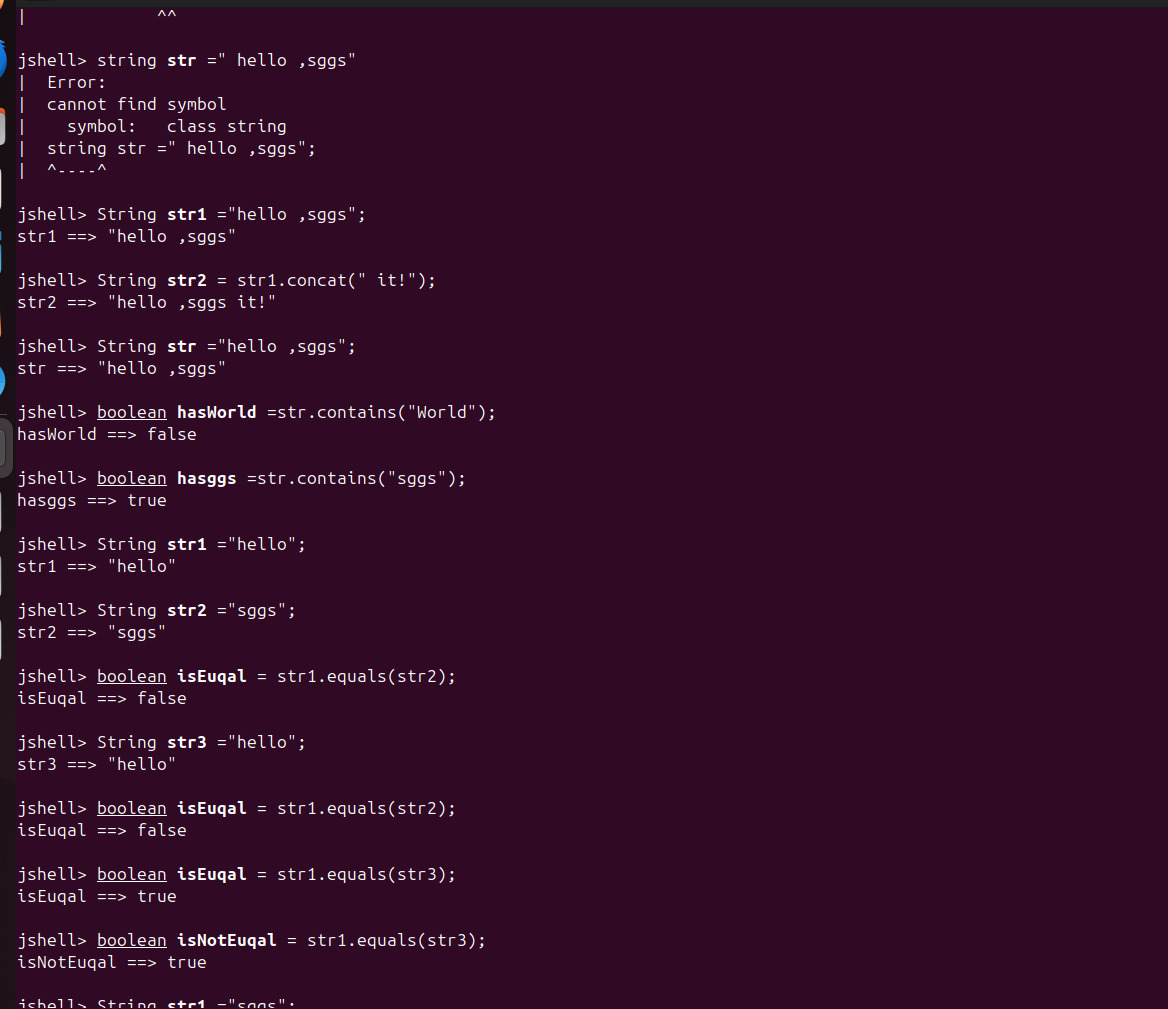 |             ^^
jshell> string str =" hello ,sggs"
|  Error:
|  cannot find symbol
|    symbol:   class string
|  string str =" hello ,sggs";
|  ^----^
jshell> String str1 ="hello ,sggs";
str1 ==> "hello ,sggs"
jshell> String str2 = str1.concat(" it!");
str2 ==> "hello ,sggs it!"
jshell> String str ="hello ,sggs";
str ==> "hello ,sggs"
jshell> boolean hasWorld =str.contains("World");
hasWorld ==> false
jshell> boolean hasggs =str.contains("sggs");
hasggs ==> true
jshell> String str1 ="hello";
str1 ==> "hello"
jshell> String str2 ="sggs";
str2 ==> "sggs"
jshell> boolean isEuqal = str1.equals(str2);
isEuqal ==> false
jshell> String str3 ="hello";
str3 ==> "hello"
jshell> boolean isEuqal = str1.equals(str2);
isEuqal ==> false
jshell> boolean isEuqal = str1.equals(str3);
isEuqal ==> true
jshell> boolean isNotEuqal = str1.equals(str3);
isNotEuqal ==> true
jshell> String str1 ="sggs";